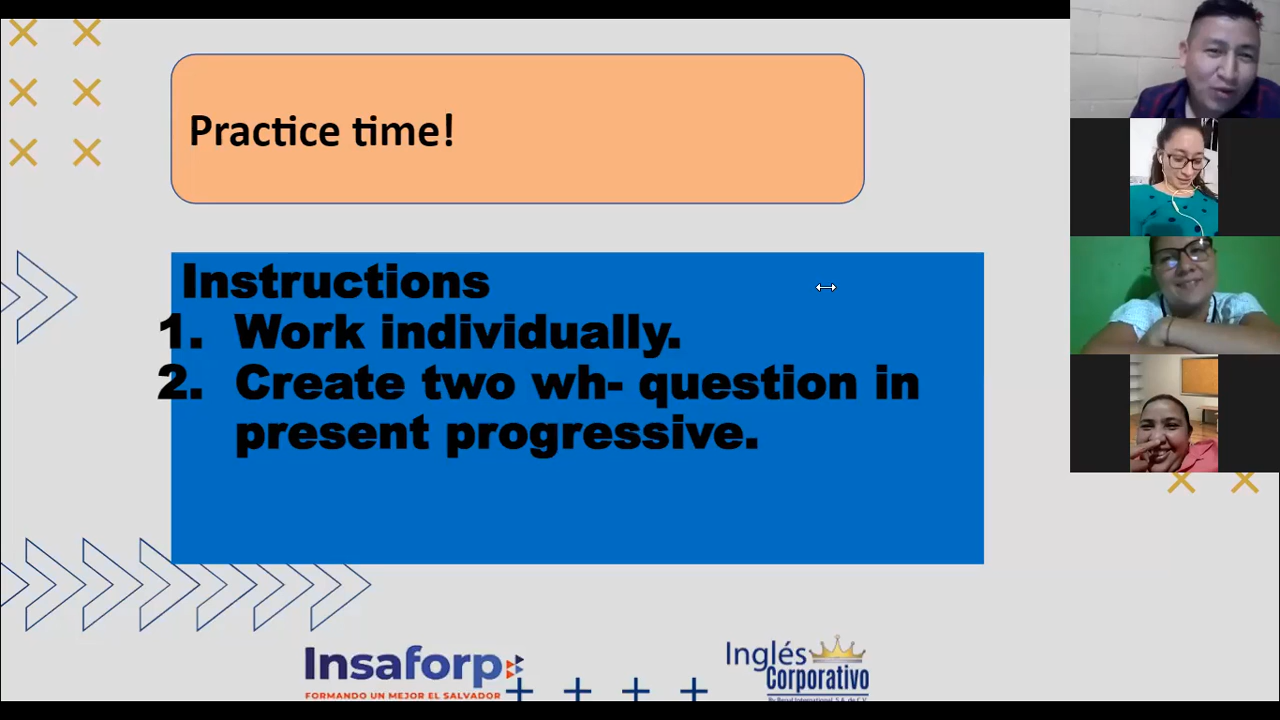 Practice time!
Instructions
1. Work individually.
2. Create two wh- question in
present progressive.
Insaforp
FORMANDO UN MEJOR EL SALVADOR
Inglés
Corporativo